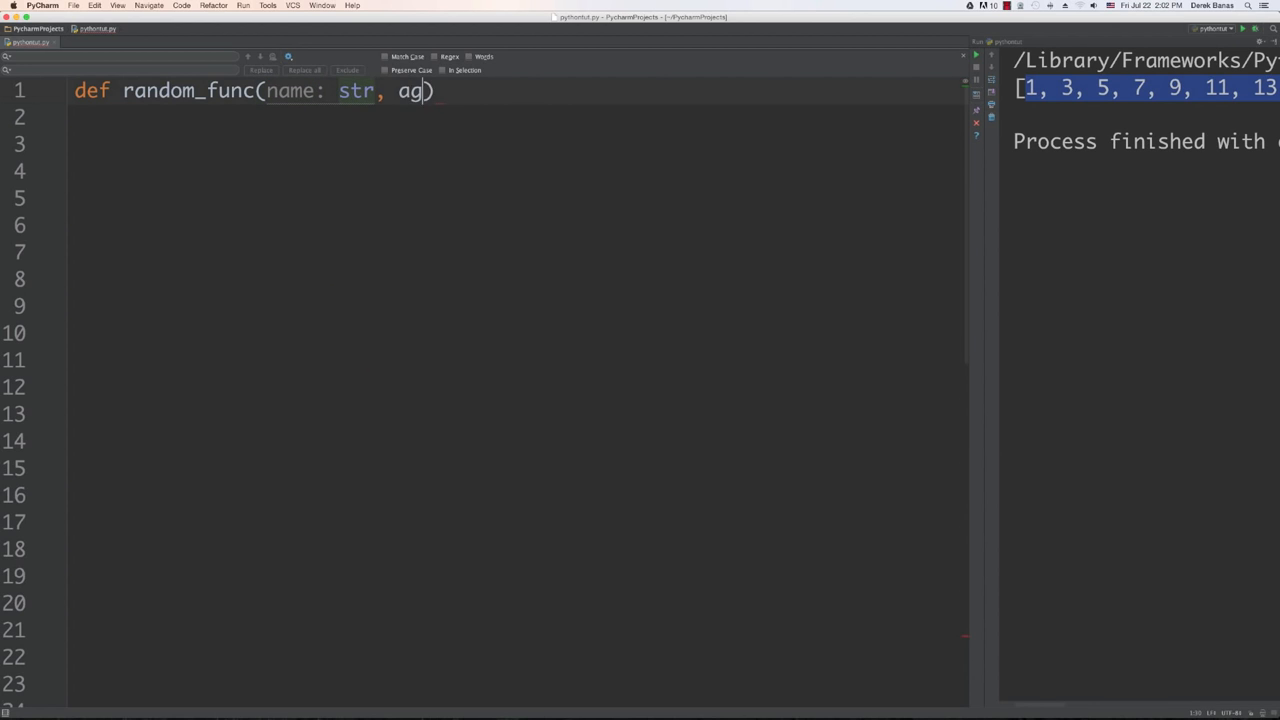 PyCharm File Edit View Navigate Code Refactor Run Tools VCS Window Help
10 Fri Jul 22 2:02 PM Derek Banas
pythontut.py - PycharmProjects - [~/PycharmProjects]
PycharmProjects pythontut.py
pythontut
pythontut.py
Run pythontut
Match Case Regex Words
Replace Replace all Exclude Preserve Case In Selection
/Library/Frameworks/Py
[1, 3, 5, 7, 9, 11, 13
Process finished with
1 def random_func(name: str, ag)
2
3
4
5
6
7
8
9
10
11
12
13
14
15
16
17
18
19
20
21
22
23
1:30 LF÷ UTF-8÷